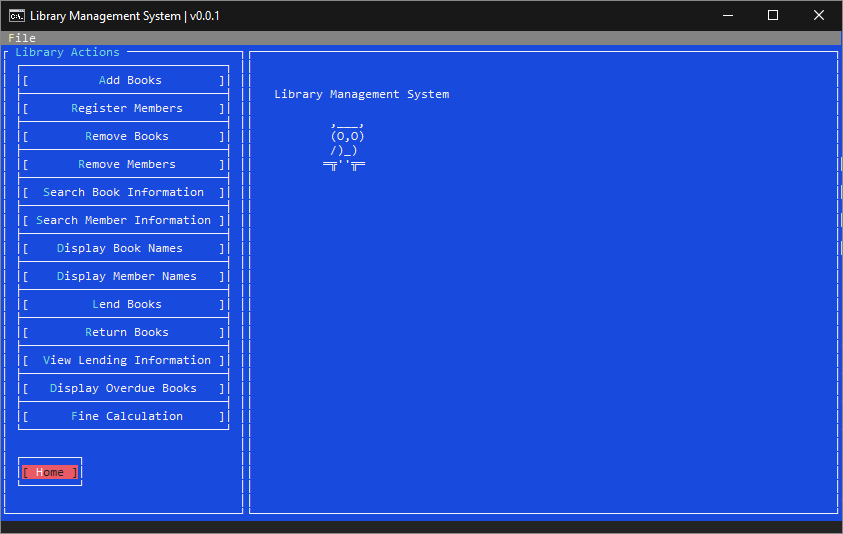 Library Management System | v0.0.1
File
Library Actions
[ Add Books ]
[ Register Members ]
[ Remove Books ]
[ Remove Members ]
[ Search Book Information ]
[ Search Member Information ]
[ Display Book Names ]
[ Display Member Names ]
[ Lend Books ]
[ Return Books ]
[ View Lending Information ]
[ Display Overdue Books ]
[ Fine Calculation ]
[ Home ]
Library Management System
,___,
(O,O)
/)_)
╤╦''╦╤